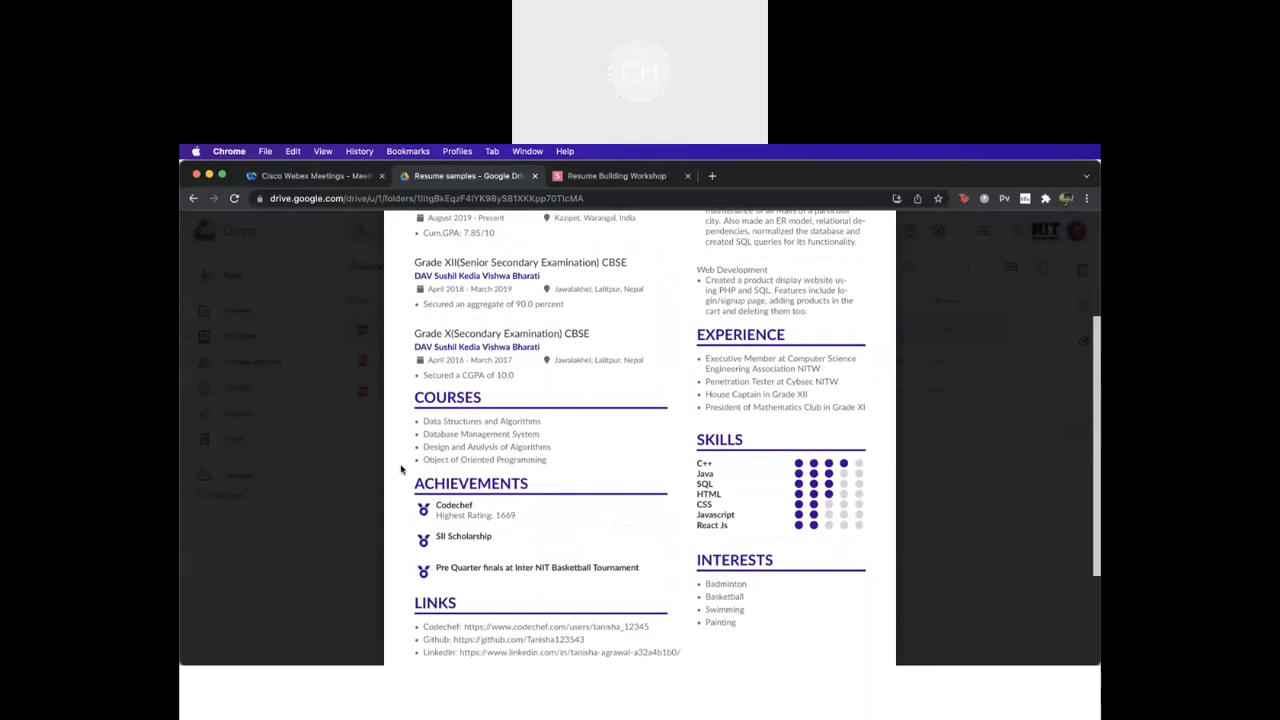 CH
Chrome File Edit View History Bookmarks Profiles Tab Window Help
Cisco Webex Meetings - Meet
Resume samples - Google Dri
Resume Building Workshop
drive.google.com/drive/u/1/folders/1IItgBkEqzF4IYK98yS81XKKpp70TIcMA
Drive
August 2019 - Present
Kazipet, Warangal, India
Cum.GPA: 7.85/10
Grade XII(Senior Secondary Examination) CBSE
DAV Sushil Kedia Vishwa Bharati
April 2018 - March 2019
Jawalakhel, Lalitpur, Nepal
Secured an aggregate of 90.0 percent
Grade X(Secondary Examination) CBSE
DAV Sushil Kedia Vishwa Bharati
April 2016 - March 2017
Jawalakhel, Lalitpur, Nepal
Secured a CGPA of 10.0
COURSES
Data Structures and Algorithms
Database Management System
Design and Analysis of Algorithms
Object of Oriented Programming
ACHIEVEMENTS
Codechef
Highest Rating: 1669
SII Scholarship
Pre Quarter finals at Inter NIT Basketball Tournament
LINKS
Codechef: https://www.codechef.com/users/tanisha_12345
Github: https://github.com/Tanisha123543
LinkedIn: https://www.linkedin.com/in/tanisha-agrawal-a32a4b1b0/
maintenance of all malls of a particular
city. Also made an ER model, relational de-
pendencies, normalized the database and
created SQL queries for its functionality.
Web Development
Created a product display website us-
ing PHP and SQL. Features include lo-
gin/signup page, adding products in the
cart and deleting them too.
EXPERIENCE
Executive Member at Computer Science
Engineering Association NITW
Penetration Tester at Cybsec NITW
House Captain in Grade XII
President of Mathematics Club in Grade XI
SKILLS
C++
Java
SQL
HTML
CSS
Javascript
React Js
INTERESTS
Badminton
Basketball
Swimming
Painting
NIT